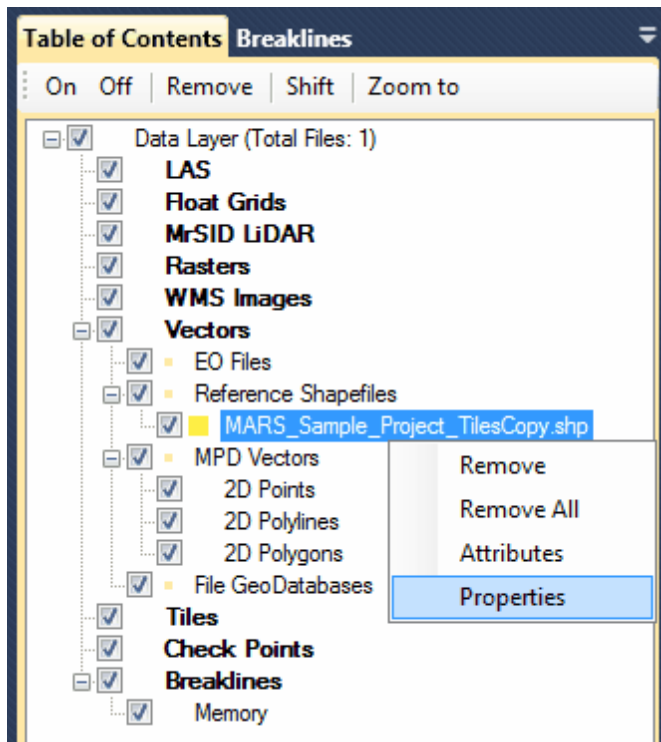 Table of Contents Breaklines
On Off Remove Shift Zoom to
Data Layer (Total Files: 1)
LAS
Float Grids
MrSID LiDAR
Rasters
WMS Images
Vectors
EO Files
Reference Shapefiles
MARS_Sample_Project_TilesCopy.shp
MPD Vectors
2D Points
2D Polylines
2D Polygons
File GeoDatabases
Tiles
Check Points
Breaklines
Memory
Remove
Remove All
Attributes
Properties